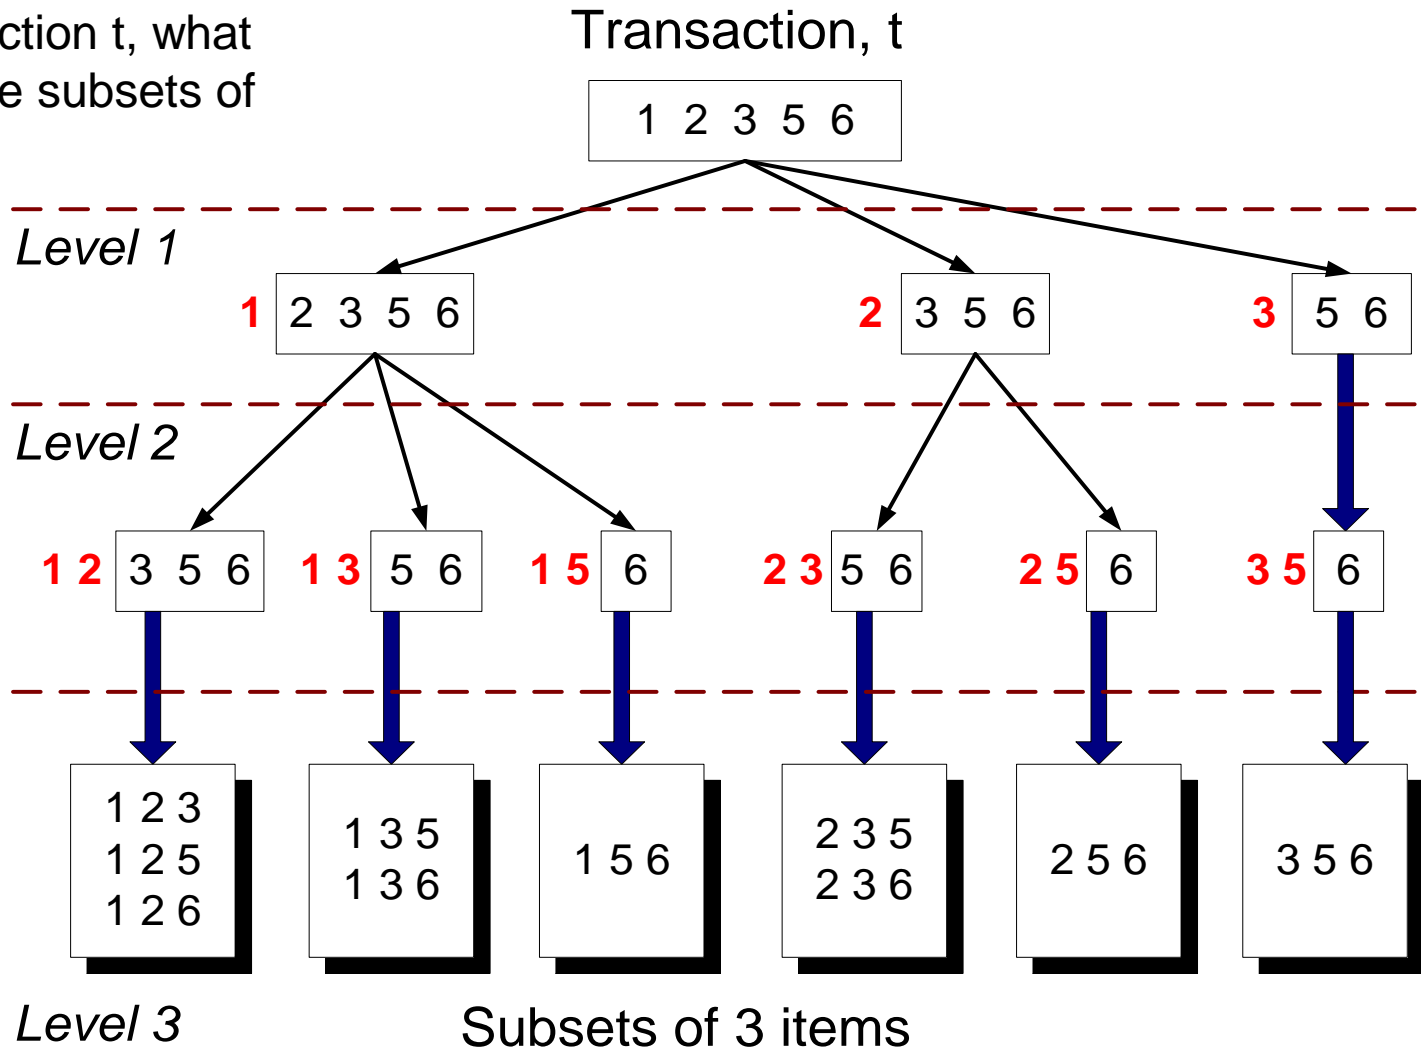 ction t, what
e subsets of
Transaction, t
1 2 3 5 6
Level 1
1 2 3 5 6
2 3 5 6
3 5 6
Level 2
1 2 3 5 6
1 3 5 6
1 5 6
2 3 5 6
2 5 6
3 5 6
1 2 3
1 2 5
1 2 6
1 3 5
1 3 6
1 5 6
2 3 5
2 3 6
2 5 6
3 5 6
Level 3
Subsets of 3 items